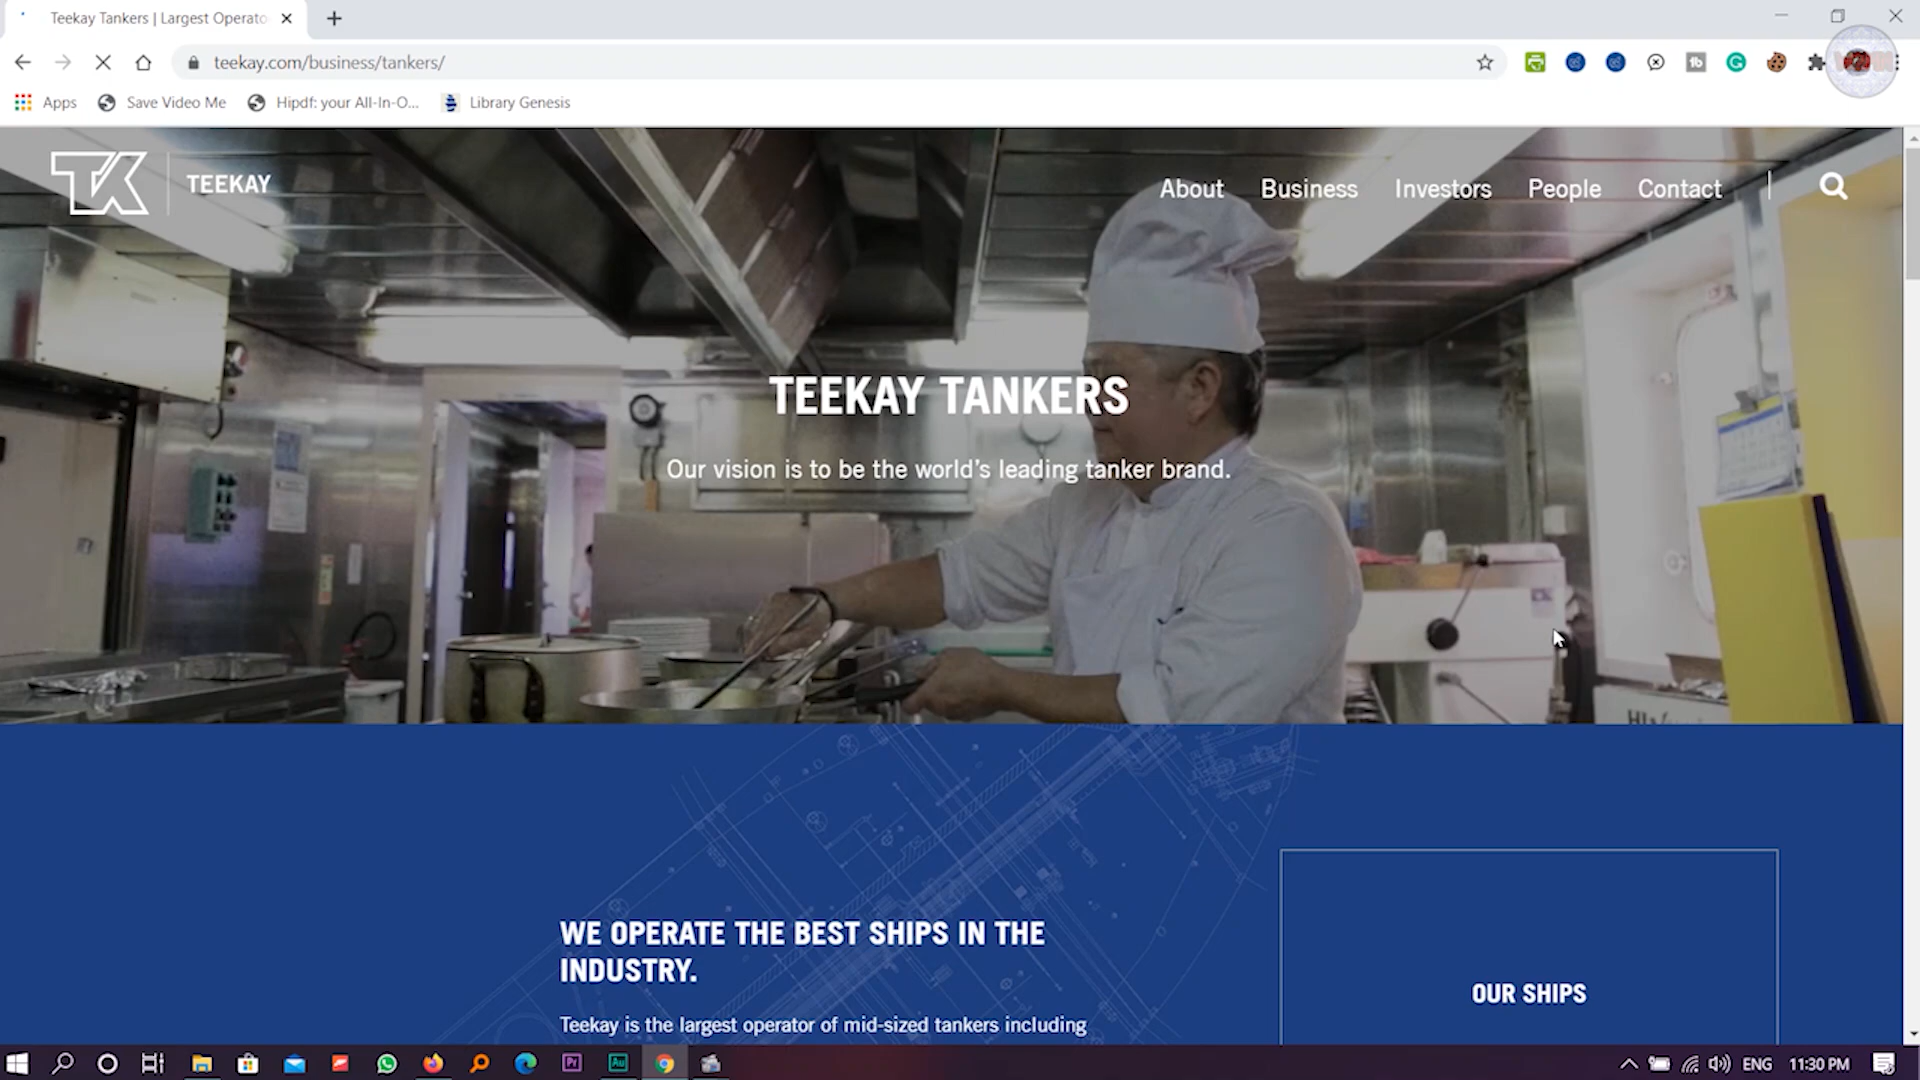 Teekay Tankers | Largest Operato
teekay.com/business/tankers/
Apps
Save Video Me
Hipdf: your All-In-O...
Library Genesis
TK
TEEKAY
About
Business
Investors
People
Contact
TEEKAY TANKERS
Our vision is to be the world's leading tanker brand.
WE OPERATE THE BEST SHIPS IN THE
INDUSTRY.
Teekay is the largest operator of mid-sized tankers including
OUR SHIPS
Pr
Au
ENG
11:30 PM